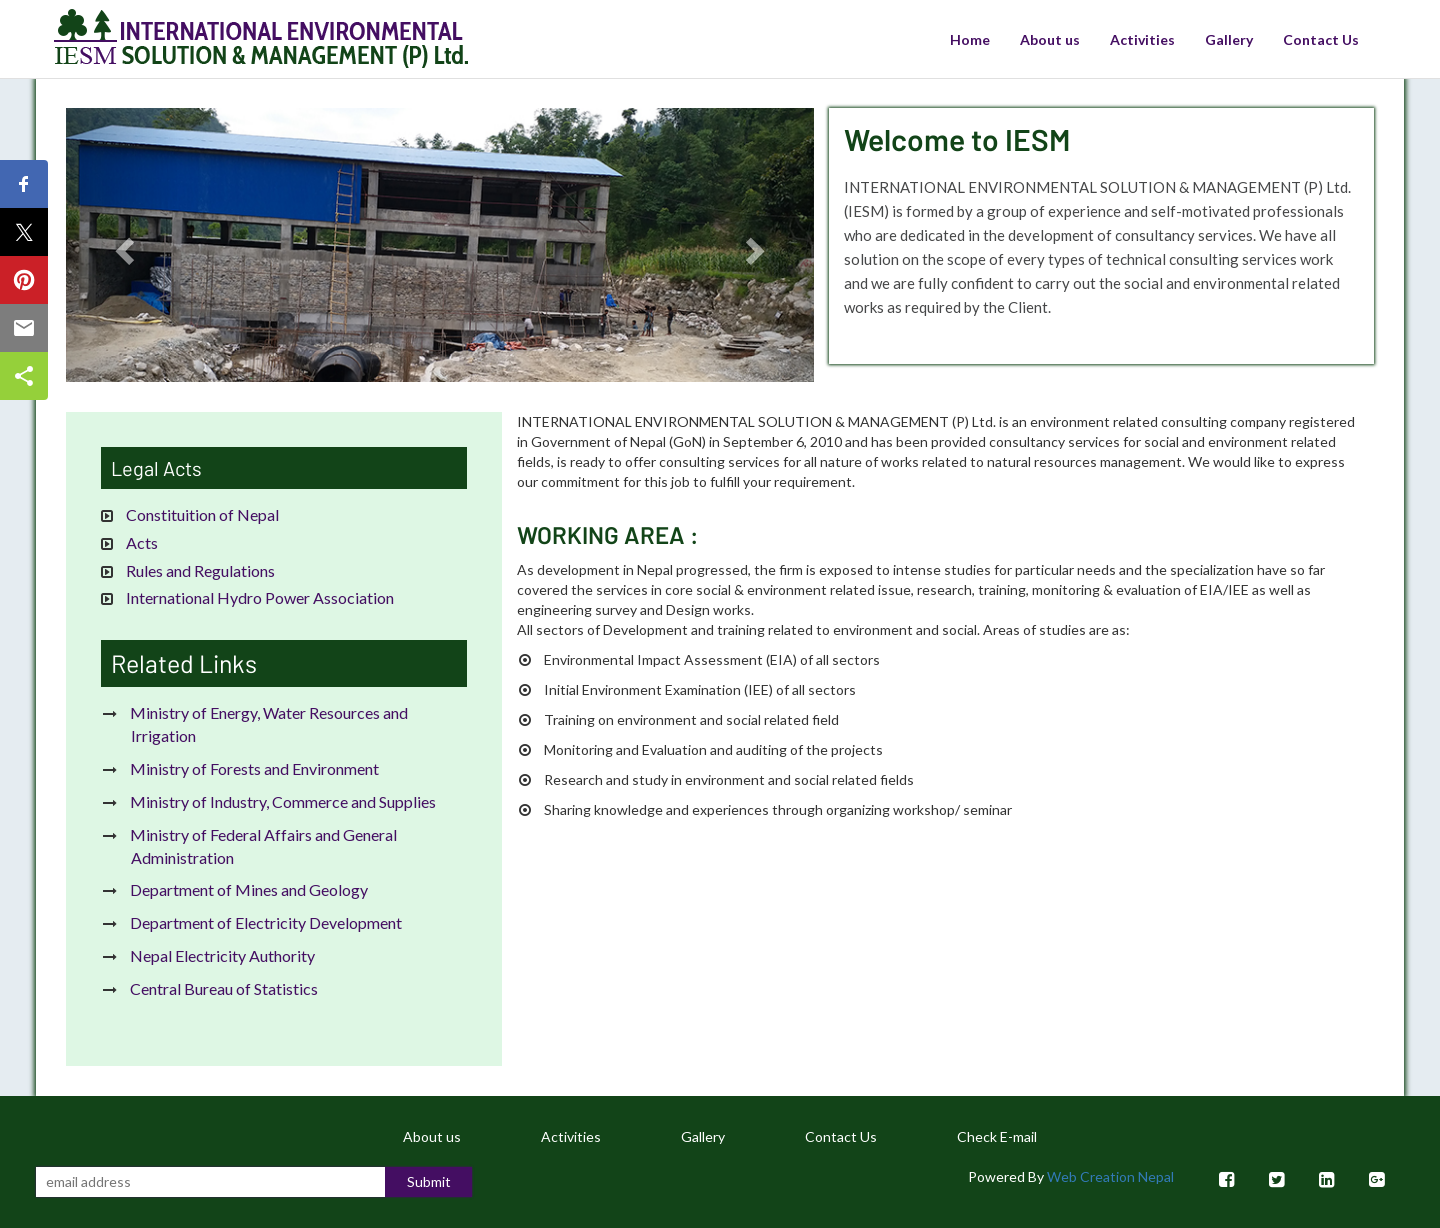 INTERNATIONAL ENVIRONMENTAL
IESM SOLUTION & MANAGEMENT (P) Ltd.
Home
About us
Activities
Gallery
Contact Us
Welcome to IESM
INTERNATIONAL ENVIRONMENTAL SOLUTION & MANAGEMENT (P) Ltd.
(IESM) is formed by a group of experience and self-motivated professionals
who are dedicated in the development of consultancy services. We have all
solution on the scope of every types of technical consulting services work
and we are fully confident to carry out the social and environmental related
works as required by the Client.
Legal Acts
Constituition of Nepal
Acts
Rules and Regulations
International Hydro Power Association
Related Links
Ministry of Energy, Water Resources and
Irrigation
Ministry of Forests and Environment
Ministry of Industry, Commerce and Supplies
Ministry of Federal Affairs and General
Administration
Department of Mines and Geology
Department of Electricity Development
Nepal Electricity Authority
Central Bureau of Statistics
INTERNATIONAL ENVIRONMENTAL SOLUTION & MANAGEMENT (P) Ltd. is an environment related consulting company registered
in Government of Nepal (GoN) in September 6, 2010 and has been provided consultancy services for social and environment related
fields, is ready to offer consulting services for all nature of works related to natural resources management. We would like to express
our commitment for this job to fulfill your requirement.
WORKING AREA :
As development in Nepal progressed, the firm is exposed to intense studies for particular needs and the specialization have so far
covered the services in core social & environment related issue, research, training, monitoring & evaluation of EIA/IEE as well as
engineering survey and Design works.
All sectors of Development and training related to environment and social. Areas of studies are as:
Environmental Impact Assessment (EIA) of all sectors
Initial Environment Examination (IEE) of all sectors
Training on environment and social related field
Monitoring and Evaluation and auditing of the projects
Research and study in environment and social related fields
Sharing knowledge and experiences through organizing workshop/ seminar
About us
Activities
Gallery
Contact Us
Check E-mail
email address
Submit
Powered By Web Creation Nepal